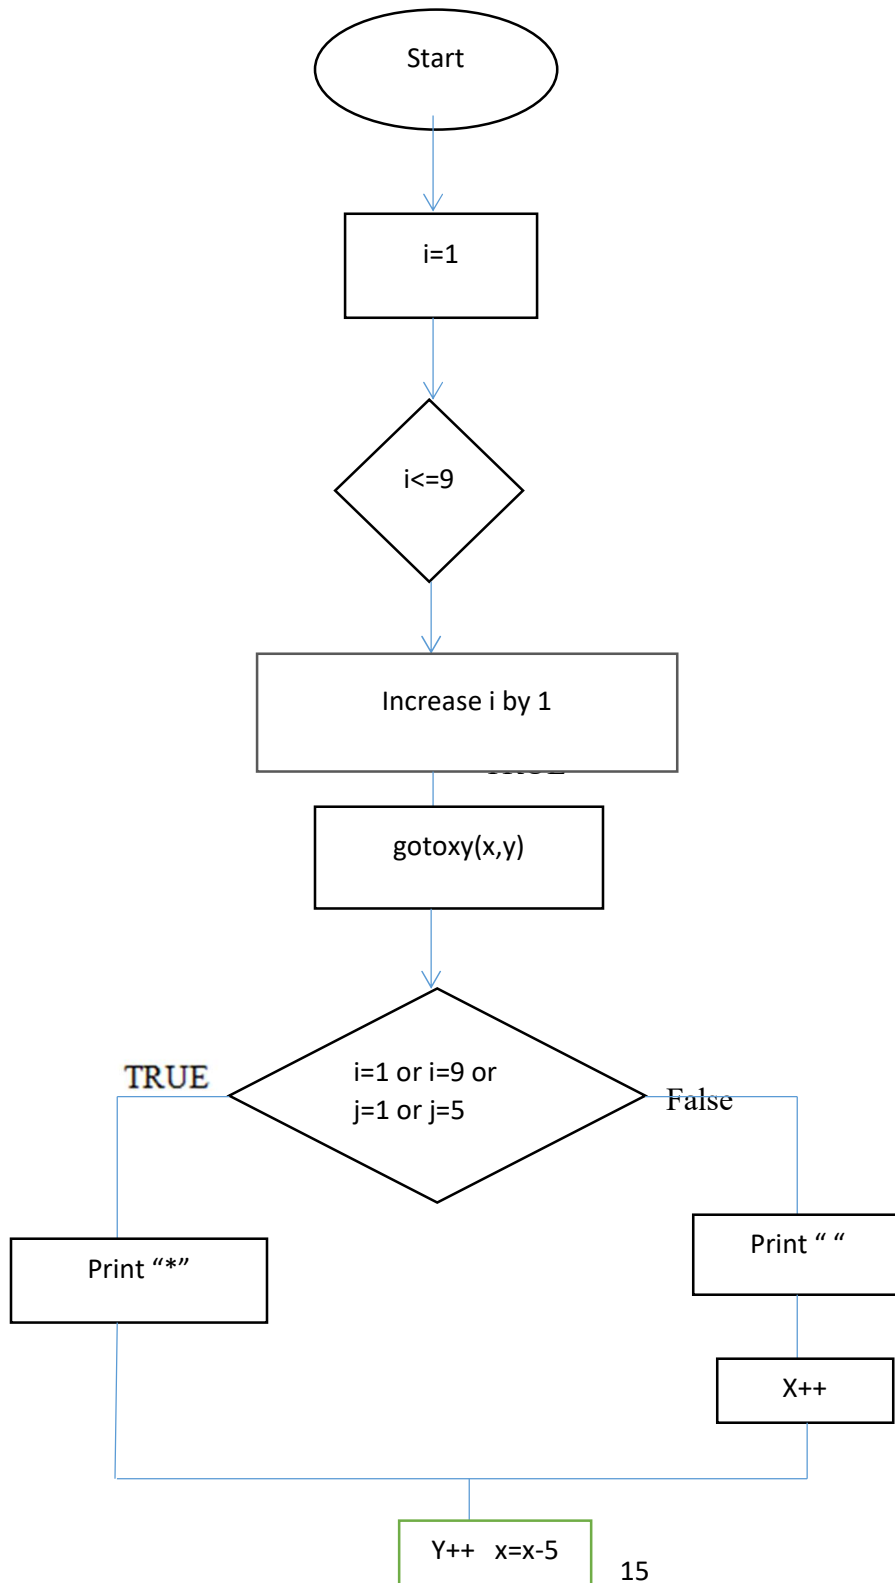 Start
i=1
i<=9
Increase i by 1
gotoxy(x,y)
i=1 or i=9 or
j=1 or j=5
TRUE
False
Print “*”
Print “ “
X++
Y++ x=x-5
15